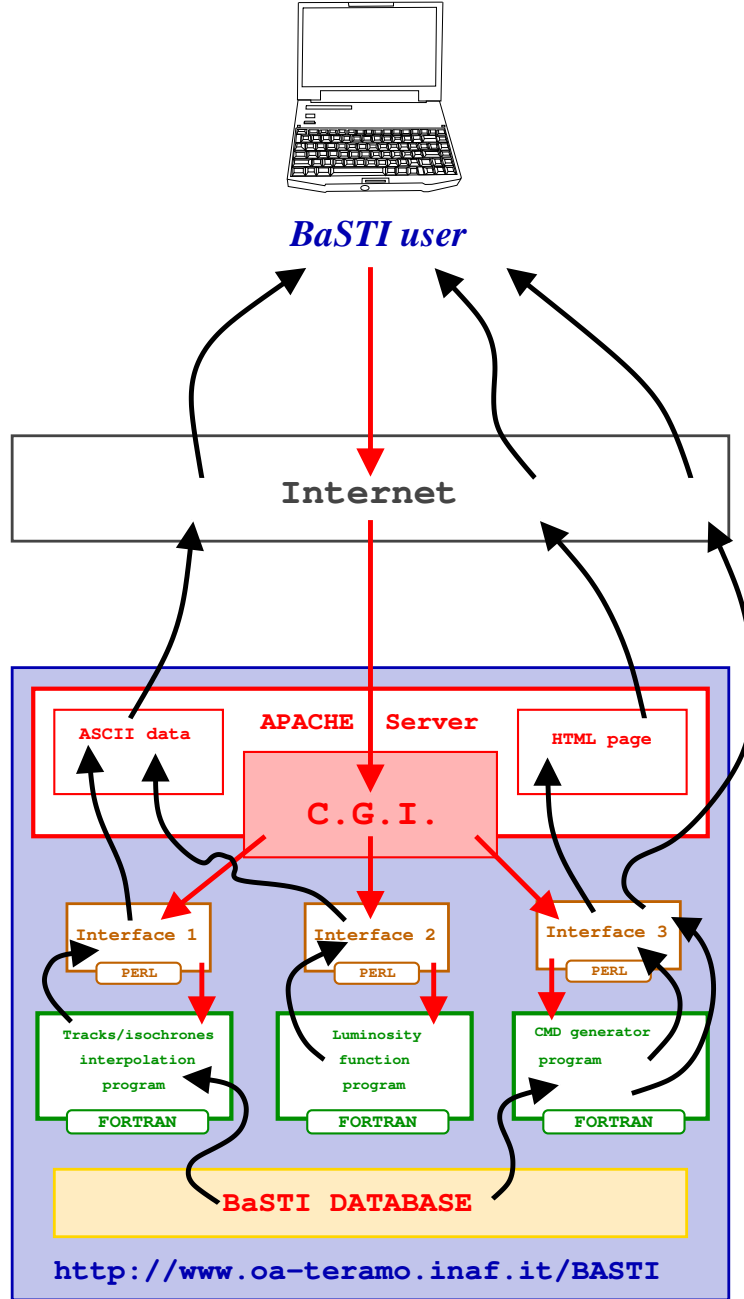 BaSTI user
Internet
APACHE Server
ASCII data
HTML page
C.G.I.
Interface 1
PERL
Interface 2
PERL
Interface 3
PERL
Tracks/isochrones
interpolation
program
FORTRAN
Luminosity
function
program
FORTRAN
CMD generator
program
FORTRAN
BaSTI DATABASE
http://www.oa-teramo.inaf.it/BASTI